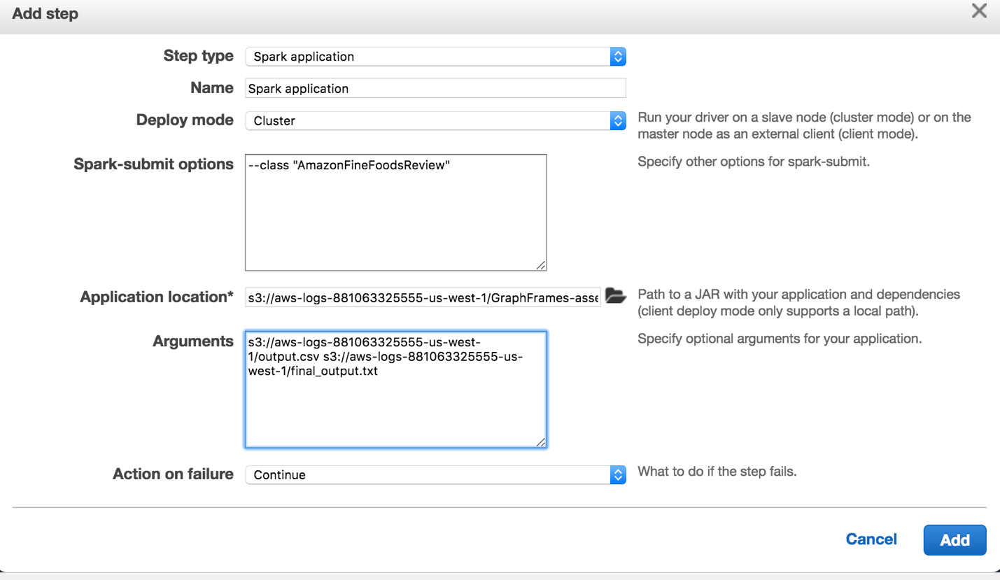 Add step
Step type
Spark application
Name
Spark application
Deploy mode
Cluster
Run your driver on a slave node (cluster mode) or on the
master node as an external client (client mode).
Spark-submit options
--class "AmazonFineFoodsReview"
Specify other options for spark-submit.
Application location*
s3://aws-logs-881063325555-us-west-1/GraphFrames-asse
Path to a JAR with your application and dependencies
(client deploy mode only supports a local path).
Arguments
s3://aws-logs-881063325555-us-west-
1/output.csv s3://aws-logs-881063325555-us-
west-1/final_output.txt
Specify optional arguments for your application.
Action on failure
Continue
What to do if the step fails.
Cancel
Add